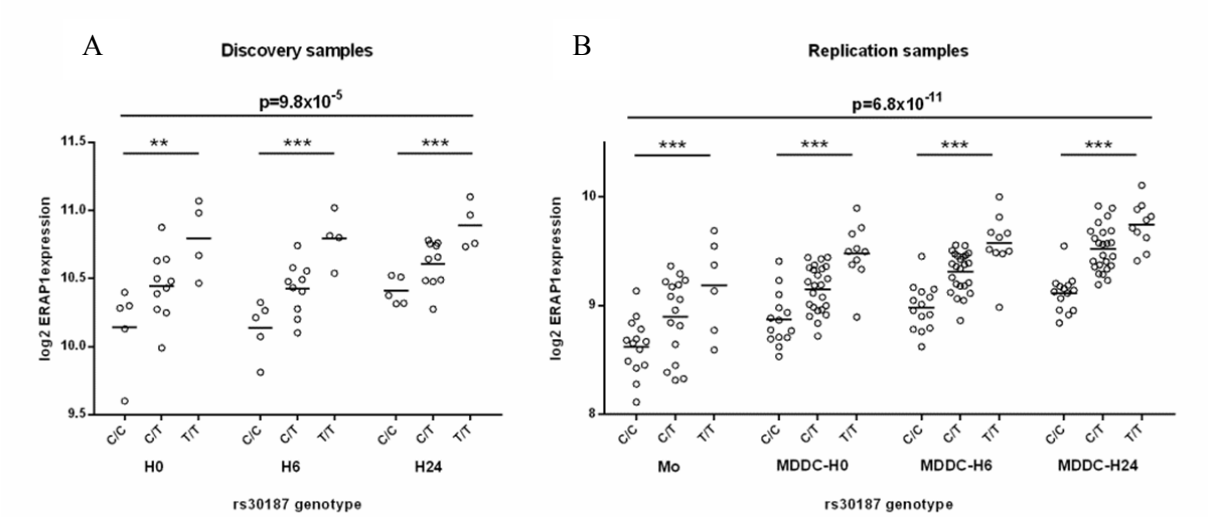 A
Discovery samples
p=9.8x10-5
** *** ***
11.5
11.0
10.5
10.0
9.5
log2 ERAP1expression
C/C C/T T/T C/C C/T T/T C/C C/T T/T
H0 H6 H24
rs30187 genotype
B
Replication samples
p=6.8x10-11
*** *** *** ***
10
9
8
log2 ERAP1expression
C/C C/T T/T C/C C/T T/T C/C C/T T/T C/C C/T T/T
Mo MDDC-H0 MDDC-H6 MDDC-H24
rs30187 genotype